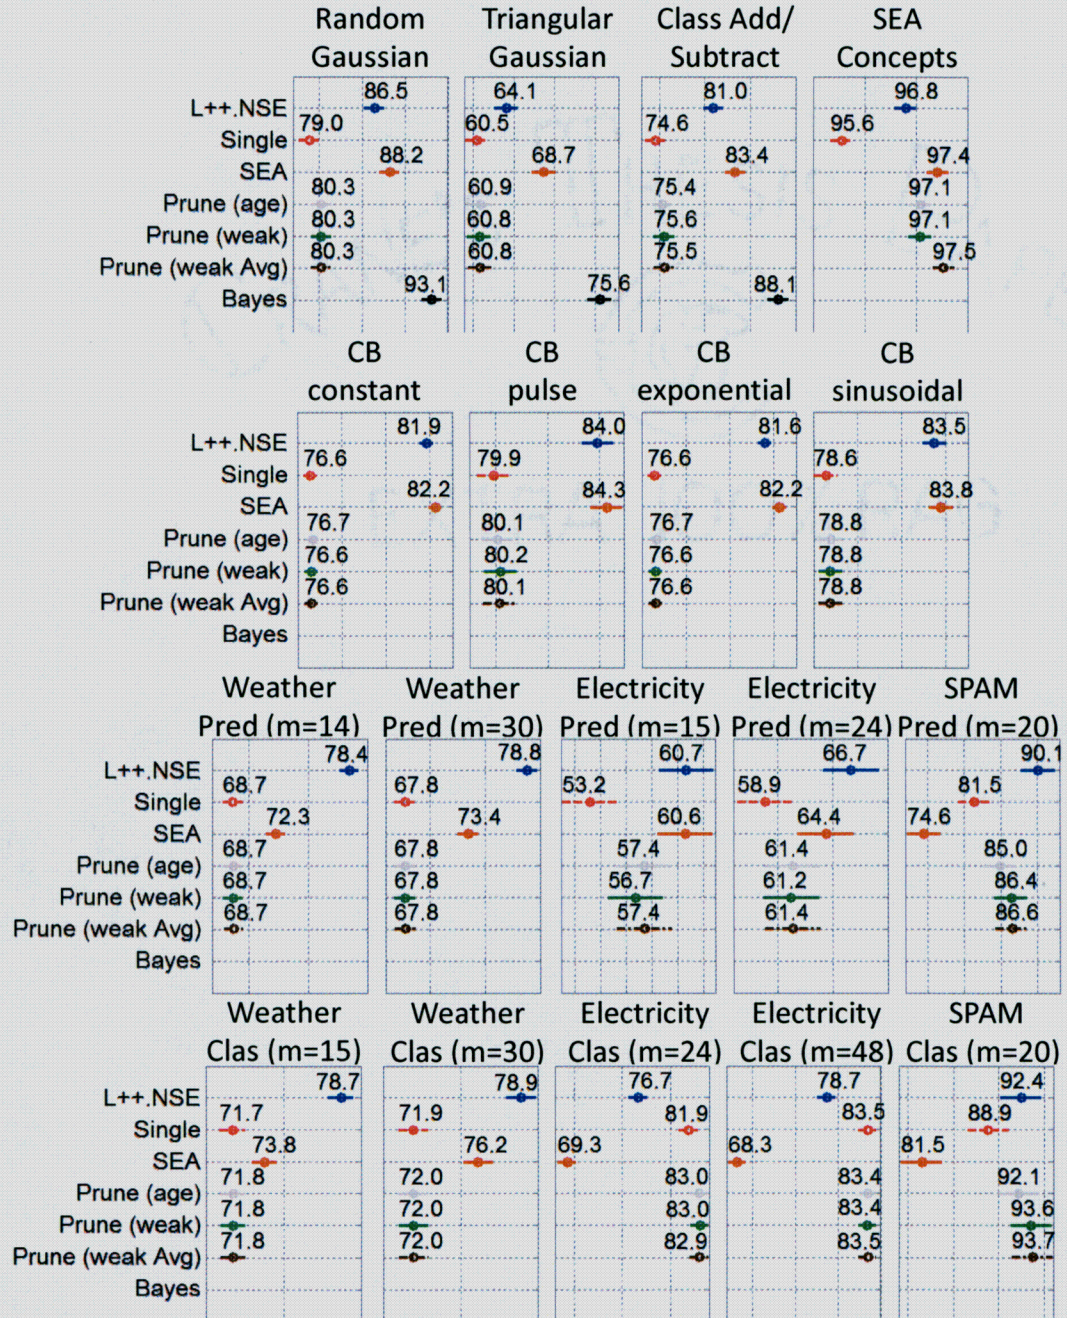 Random Triangular Class Add/ SEA
Gaussian Gaussian Subtract Concepts
L++.NSE 86.5 64.1 81.0 96.8
Single 79.0 60.5 74.6 95.6
SEA 88.2 68.7 83.4 97.4
Prune (age) 80.3 60.9 75.4 97.1
Prune (weak) 80.3 60.8 75.6 97.1
Prune (weak Avg) 80.3 60.8 75.5 97.5
Bayes 93.1 75.6 88.1
CB CB CB CB
constant pulse exponential sinusoidal
L++.NSE 81.9 84.0 81.6 83.5
Single 76.6 79.9 76.6 78.6
SEA 82.2 84.3 82.2 83.8
Prune (age) 76.7 80.1 76.7 78.8
Prune (weak) 76.6 80.2 76.6 78.8
Prune (weak Avg) 76.6 80.1 76.6 78.8
Bayes
Weather Weather Electricity Electricity SPAM
Pred (m=14) Pred (m=30) Pred (m=15) Pred (m=24) Pred (m=20)
L++.NSE 78.4 78.8 60.7 66.7 90.1
Single 68.7 67.8 53.2 58.9 81.5
SEA 72.3 73.4 60.6 64.4 74.6
Prune (age) 68.7 67.8 57.4 61.4 85.0
Prune (weak) 68.7 67.8 56.7 61.2 86.4
Prune (weak Avg) 68.7 67.8 57.4 61.4 86.6
Bayes
Weather Weather Electricity Electricity SPAM
Clas (m=15) Clas (m=30) Clas (m=24) Clas (m=48) Clas (m=20)
L++.NSE 78.7 78.9 76.7 78.7 92.4
Single 71.7 71.9 81.9 83.5 88.9
SEA 73.8 76.2 69.3 68.3 81.5
Prune (age) 71.8 72.0 83.0 83.4 92.1
Prune (weak) 71.8 72.0 83.0 83.4 93.6
Prune (weak Avg) 71.8 72.0 82.9 83.5 93.7
Bayes